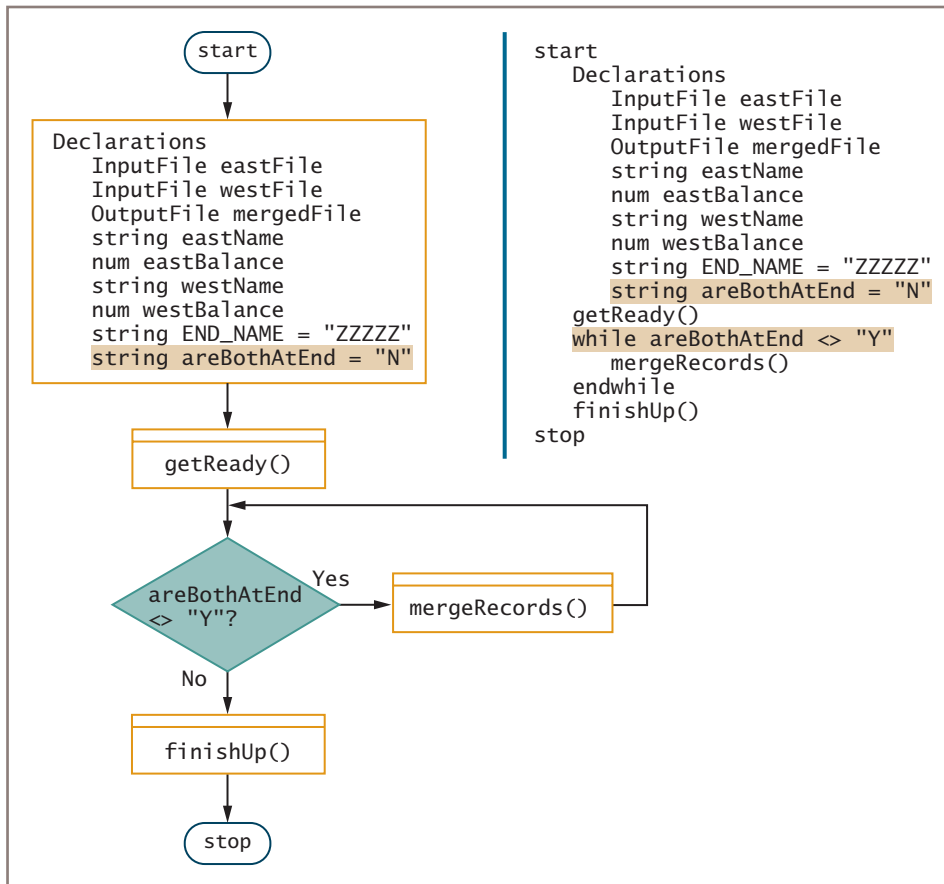 start
Declarations
InputFile eastFile
InputFile westFile
OutputFile mergedFile
string eastName
num eastBalance
string westName
num westBalance
string END_NAME = "ZZZZZ"
string areBothAtEnd = "N"
getReady()
areBothAtEnd
<> "Y"?
Yes
mergeRecords()
No
finishUp()
stop
start
Declarations
InputFile eastFile
InputFile westFile
OutputFile mergedFile
string eastName
num eastBalance
string westName
num westBalance
string END_NAME = "ZZZZZ"
string areBothAtEnd = "N"
getReady()
while areBothAtEnd <> "Y"
mergeRecords()
endwhile
finishUp()
stop